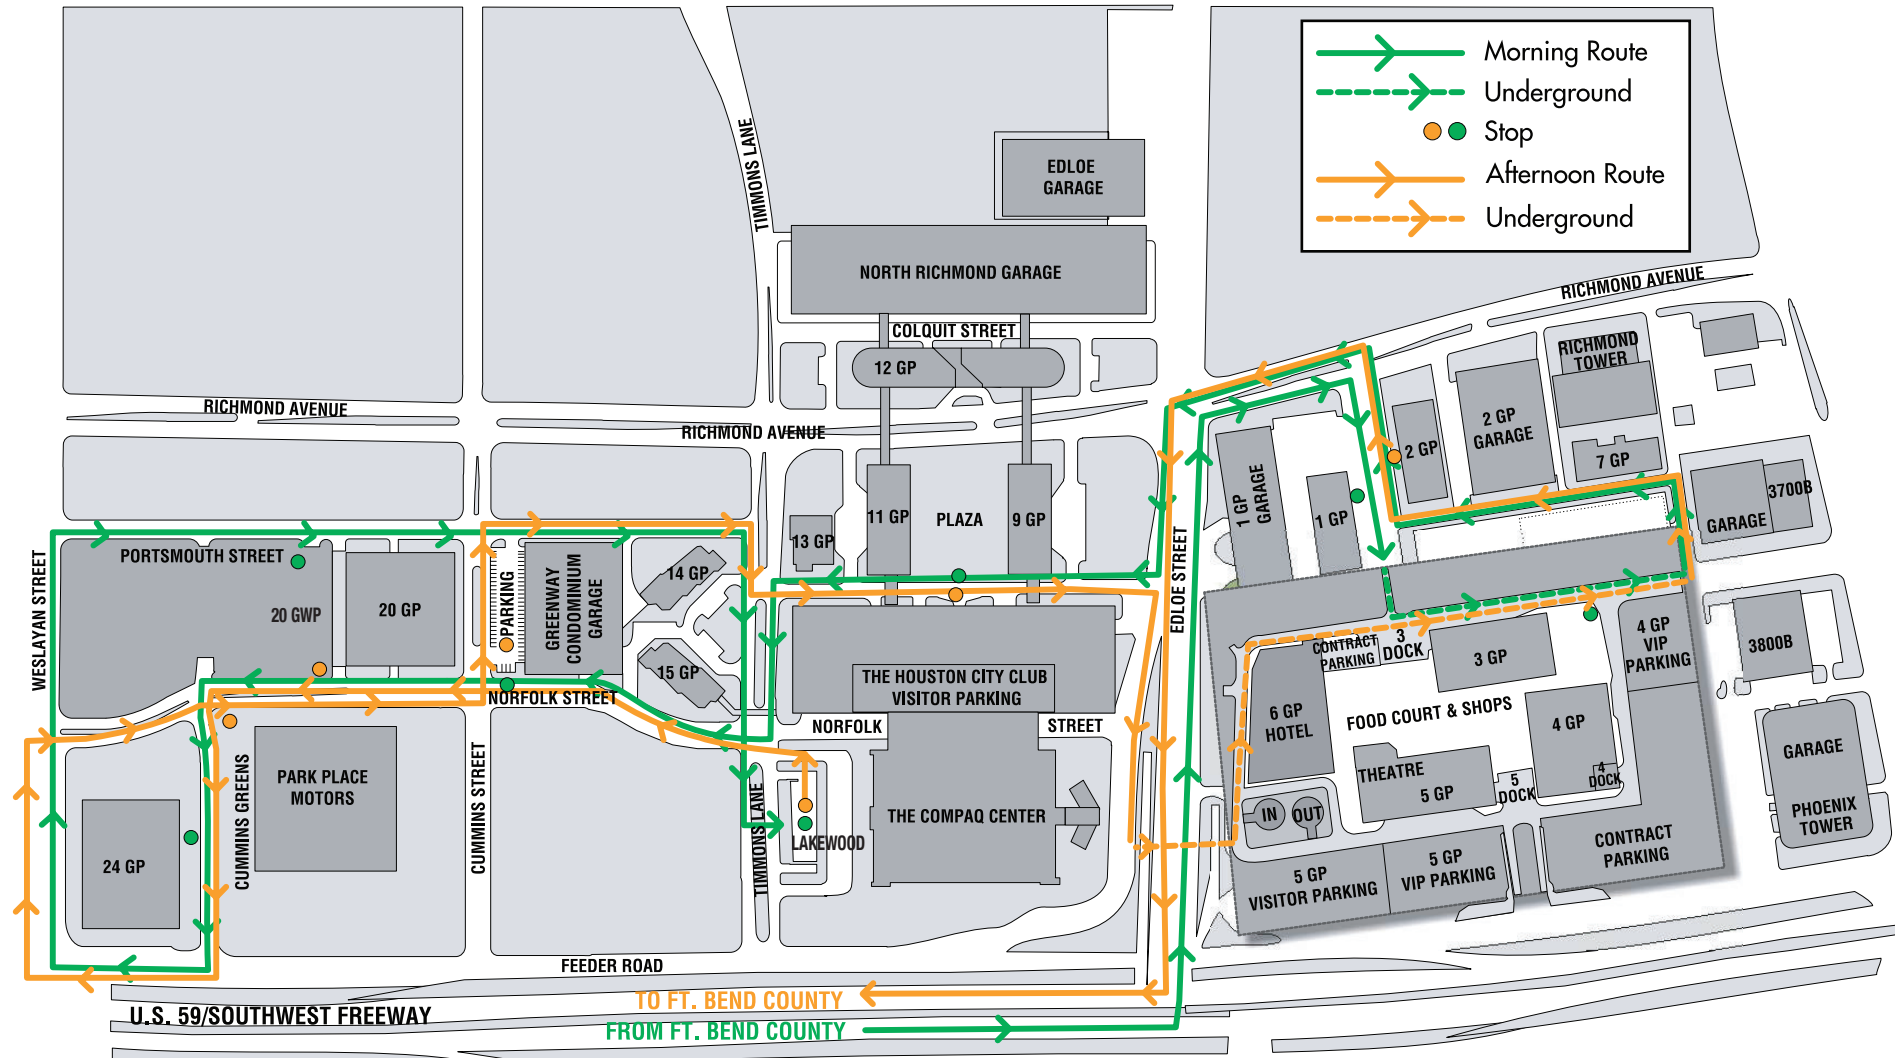 Morning Route
Underground
Stop
Afternoon Route
Underground
TIMMONS LANE
EDLOE
GARAGE
NORTH RICHMOND GARAGE
RICHMOND AVENUE
COLQUIT STREET
12 GP
RICHMOND
TOWER
RICHMOND AVENUE
RICHMOND AVENUE
2 GP
GARAGE
2 GP
7 GP
1 GP
GARAGE
1 GP
3700B
GARAGE
11 GP
PLAZA
9 GP
13 GP
PORTSMOUTH STREET
WESLAYAN STREET
20 GWP
20 GP
PARKING
GREENWAY
CONDOMINIUM
GARAGE
14 GP
15 GP
EDLOE STREET
CONTRACT
PARKING
3
DOCK
3 GP
4 GP
VIP
PARKING
3800B
THE HOUSTON CITY CLUB
VISITOR PARKING
NORFOLK STREET
NORFOLK
STREET
6 GP
HOTEL
FOOD COURT & SHOPS
4 GP
THEATRE
5 GP
5
DOCK
4
DOCK
GARAGE
PHOENIX
TOWER
PARK PLACE
MOTORS
CUMMINS GREENS
CUMMINS STREET
24 GP
TIMMONS LANE
LAKEWOOD
THE COMPAQ CENTER
IN
OUT
CONTRACT
PARKING
5 GP
VISITOR PARKING
5 GP
VIP PARKING
FEEDER ROAD
TO FT. BEND COUNTY
U.S. 59/SOUTHWEST FREEWAY
FROM FT. BEND COUNTY